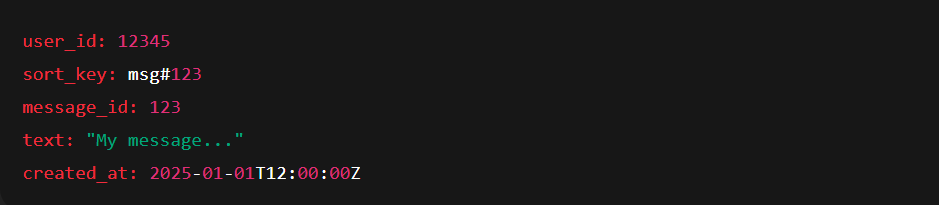 user_id: 12345
sort_key: msg#123
message_id: 123
text: "My message..."
created_at: 2025-01-01T12:00:00Z